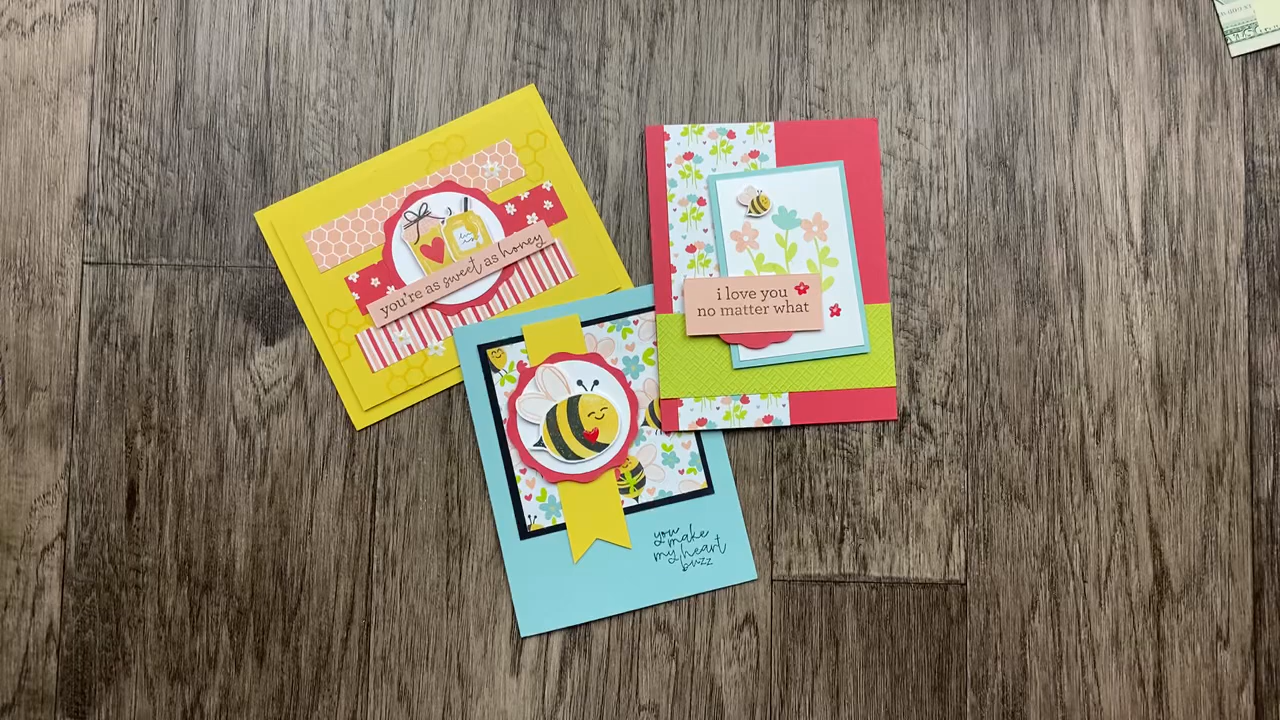 you're as sweet as honey
i love you
no matter what
you
make
my heart
buzz